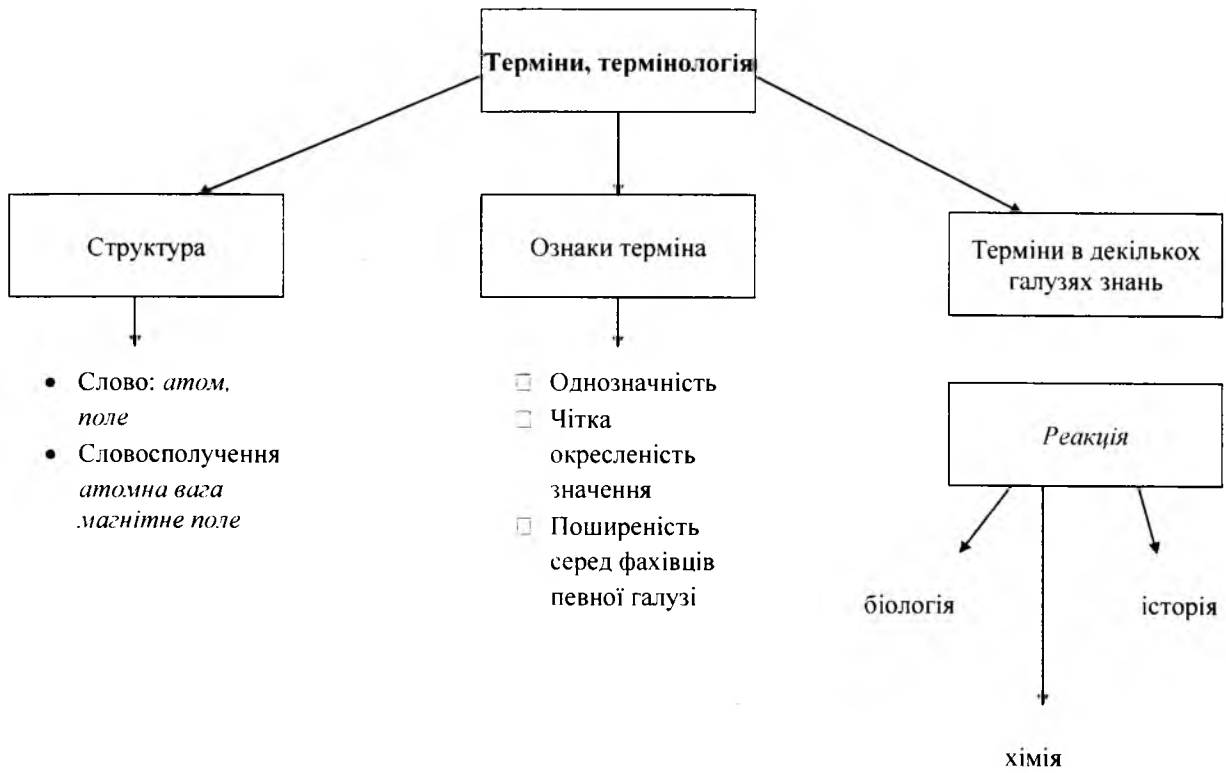 Терміни, термінологія
Структура
Ознаки терміна
Терміни в декількох
галузях знань
• Слово: атом,
поле
• Словосполучення
атомна вага
магнітне поле
□ Однозначність
□ Чітка
окресленість
значення
□ Поширеність
серед фахівців
певної галузі
Реакція
біологія
історія
хімія